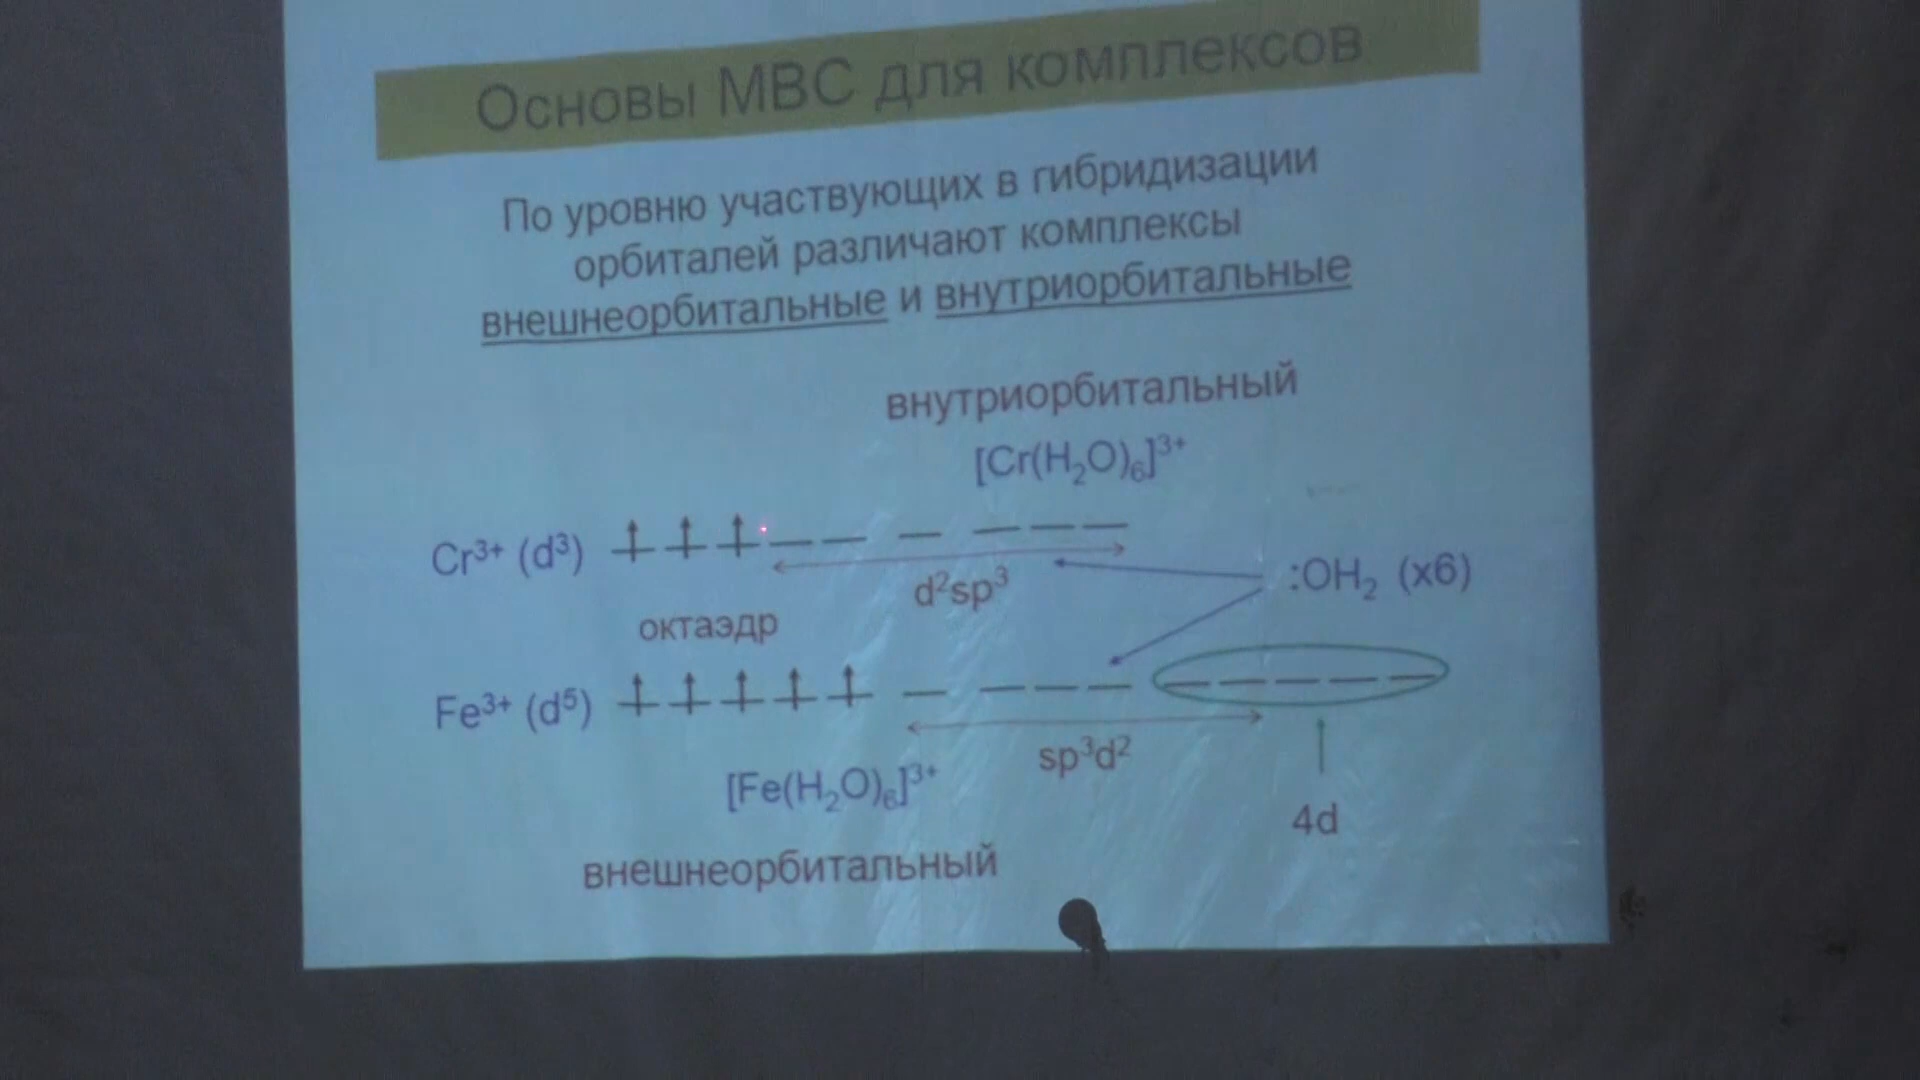 Основы МВС для комплексов
По уровню участвующих в гибридизации
орбиталей различают комплексы
внешнеорбитальные и внутриорбитальные
внутриорбитальный
[Cr(H₂O)₆]³⁺
Cr³⁺ (d³)
d²sp³
:OH₂ (x6)
октаэдр
Fe³⁺ (d⁵)
sp³d²
[Fe(H₂O)₆]³⁺
4d
внешнеорбитальный